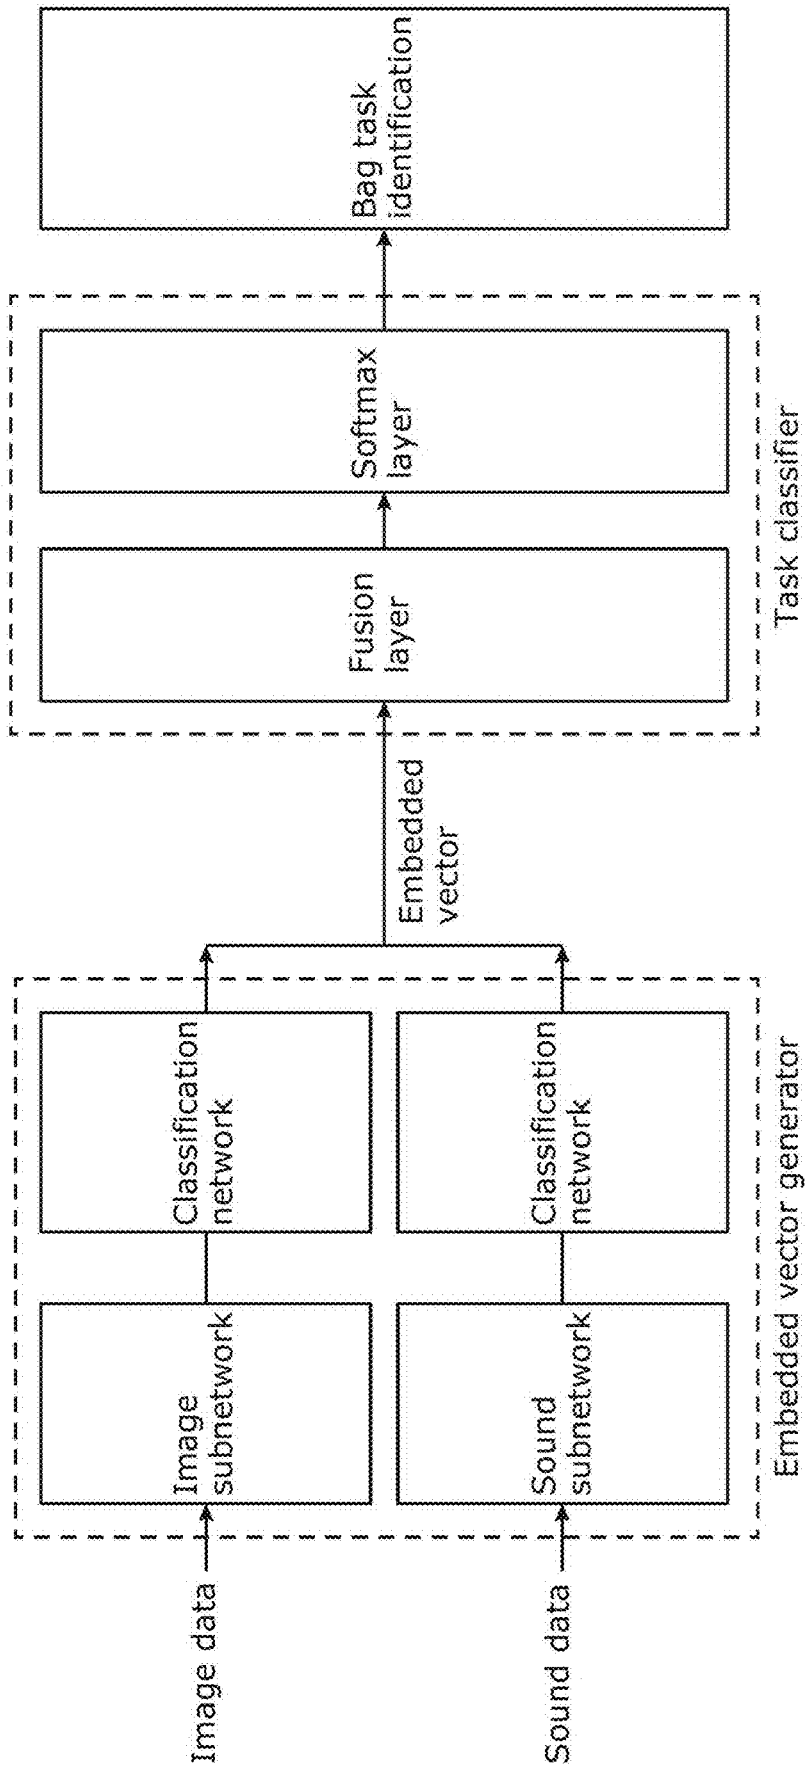 Image data
Image
subnetwork
Classification
network
Sound data
Sound
subnetwork
Classification
network
Embedded vector generator
Embedded
vector
Fusion
layer
Softmax
layer
Task classifier
Bag task
identification